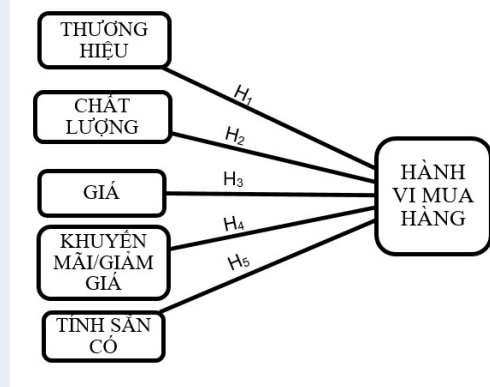 THƯƠNG
HIỆU
CHẤT
LƯỢNG
GIÁ
KHUYẾN
MÃI/GIẢM
GIÁ
TÍNH SẴN
CÓ
H₁
H₂
H₃
H₄
H₅
HÀNH
VI MUA
HÀNG